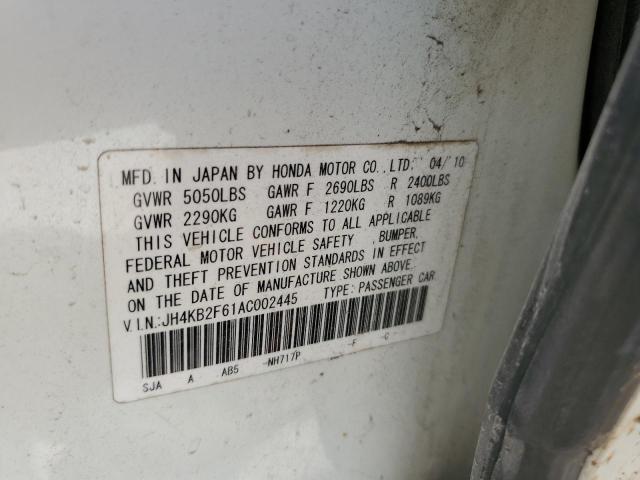 MFD. IN JAPAN BY HONDA MOTOR CO.,LTD. 04/10
GVWR 5050LBS GAWR F 2690LBS R 2400LBS
GVWR 2290KG GAWR F 1220KG R 1089KG
THIS VEHICLE CONFORMS TO ALL APPLICABLE
FEDERAL MOTOR VEHICLE SAFETY ,BUMPER,
AND THEFT PREVENTION STANDARDS IN EFFECT
ON THE DATE OF MANUFACTURE SHOWN ABOVE.
V.I.N.:JH4KB2F61AC002445 TYPE: PASSENGER CAR
SJA A AB5 -NH717P -F -C